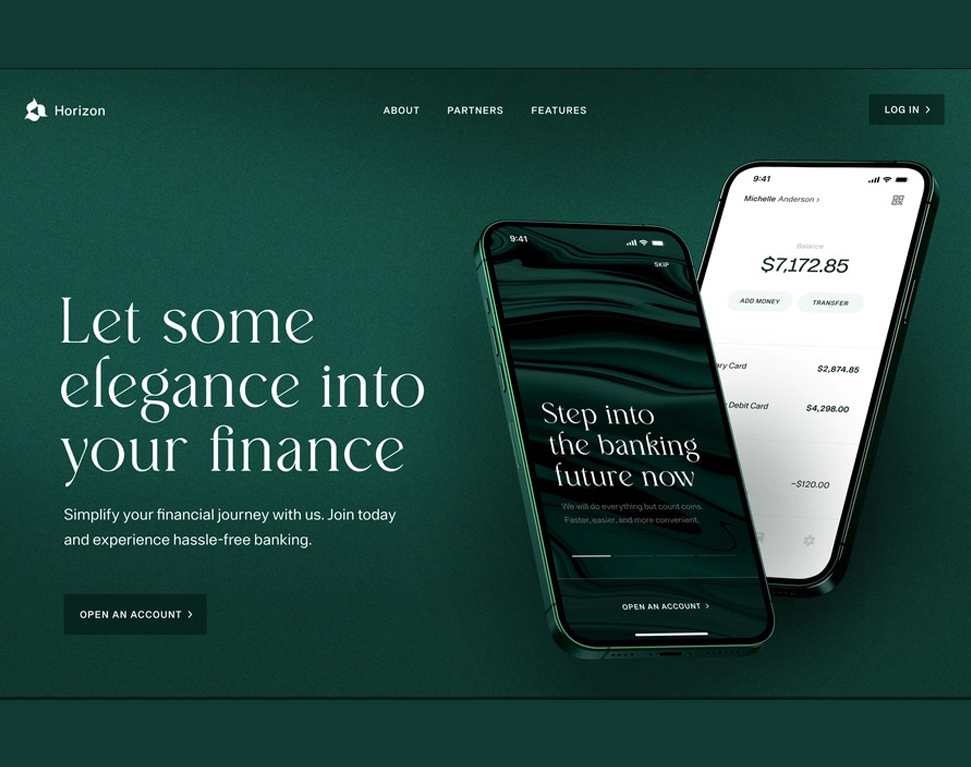 Horizon
ABOUT PARTNERS FEATURES
LOG IN >
Let some
elegance into
your finance
Simplify your financial journey with us. Join today
and experience hassle-free banking.
OPEN AN ACCOUNT >
9:41
SKIP
Step into
the banking
future now
We will do everything but count coins.
Faster, easier, and more convenient.
OPEN AN ACCOUNT >
9:41
Michelle Anderson >
Balance
$7,172.85
ADD MONEY TRANSFER
Card $2,874.85
Debit Card $4,298.00
-$120.00